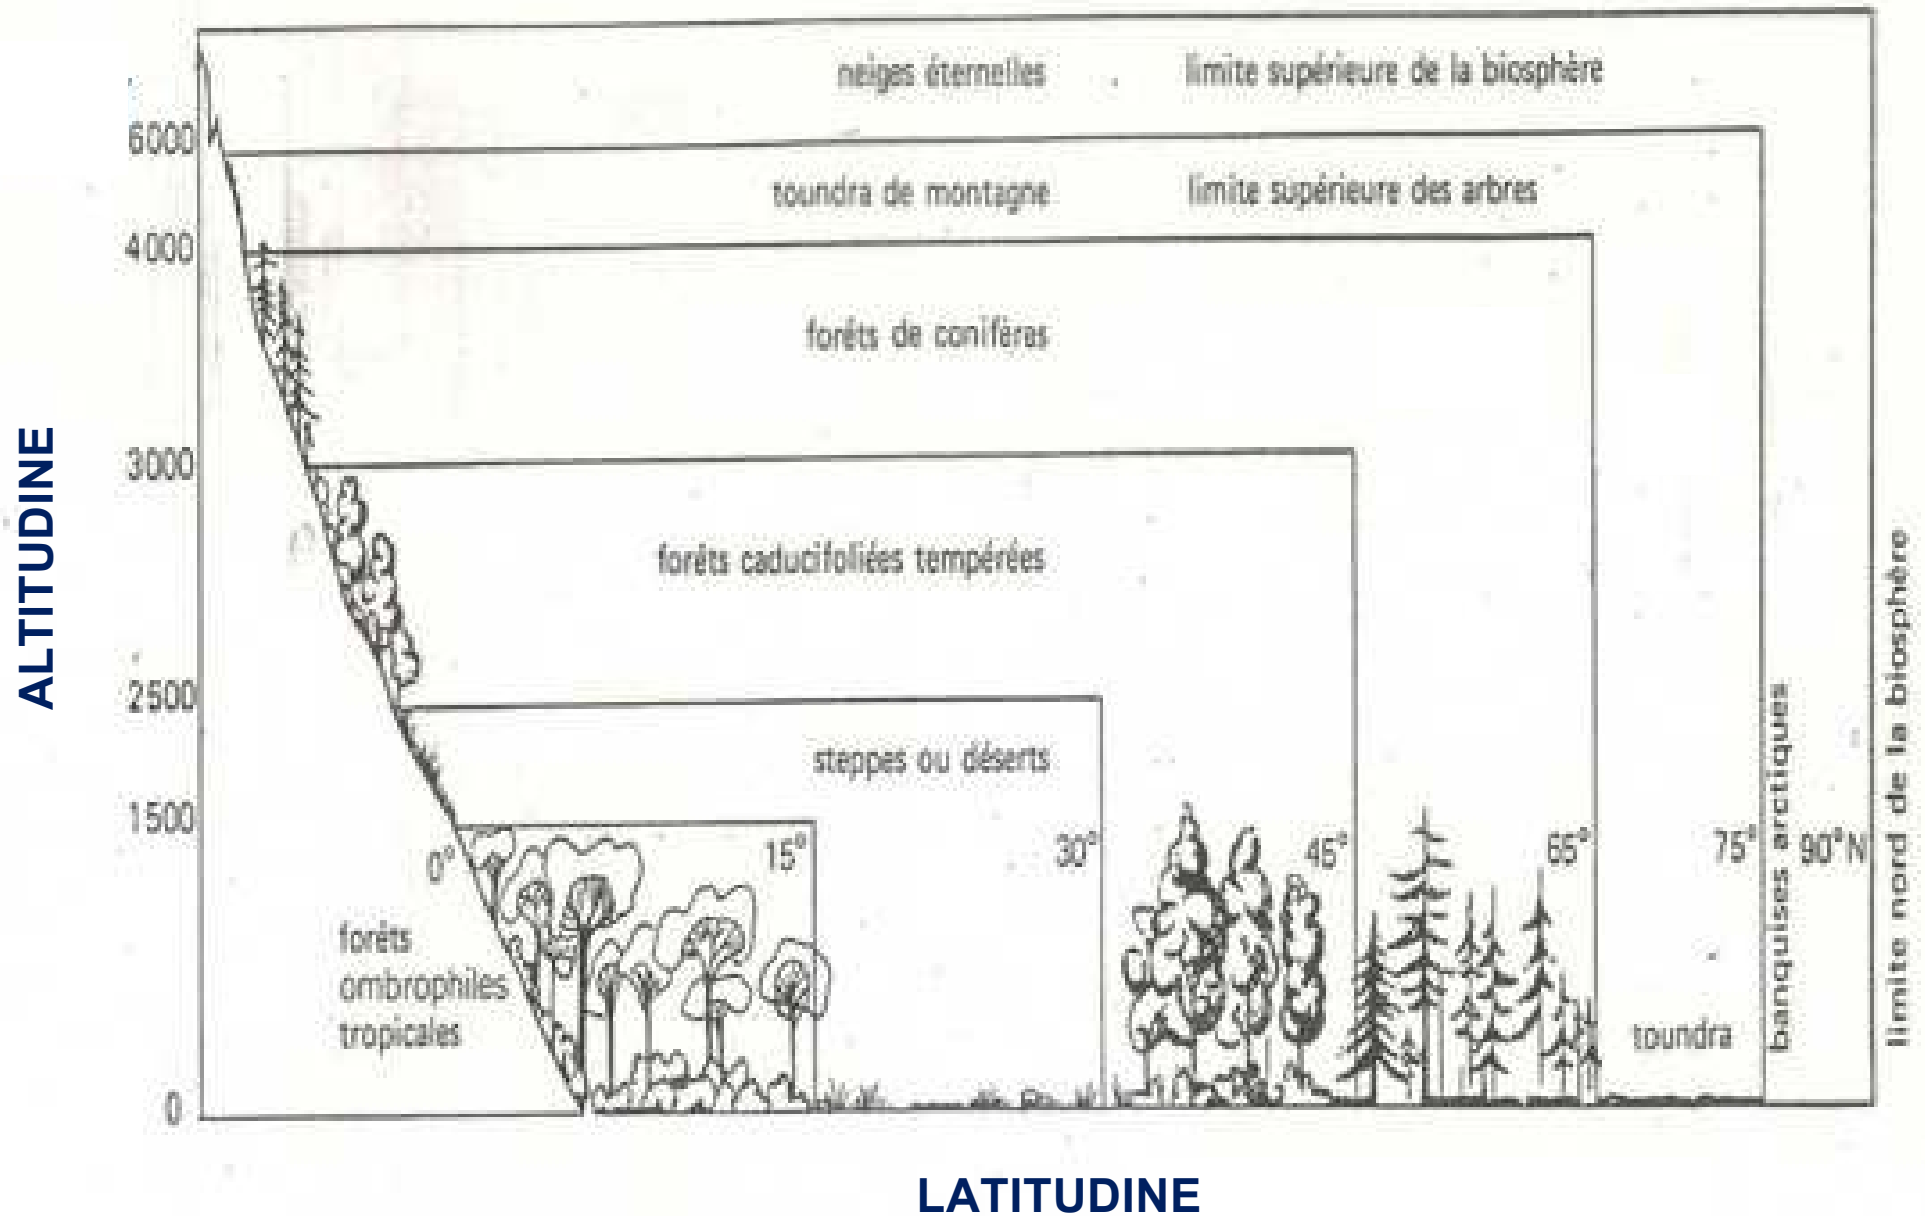 neiges éternelles
limite supérieure de la biosphère
6000
toundra de montagne
limite supérieure des arbres
4000
forêts de conifères
3000
forêts caducifoliées tempérées
2500
steppes ou déserts
1500
0°
15°
30°
45°
65°
75°
90°N
forêts
ombrophiles
tropicales
toundra
banquises arctiques
limite nord de la biosphère
0
ALTITUDINE
LATITUDINE